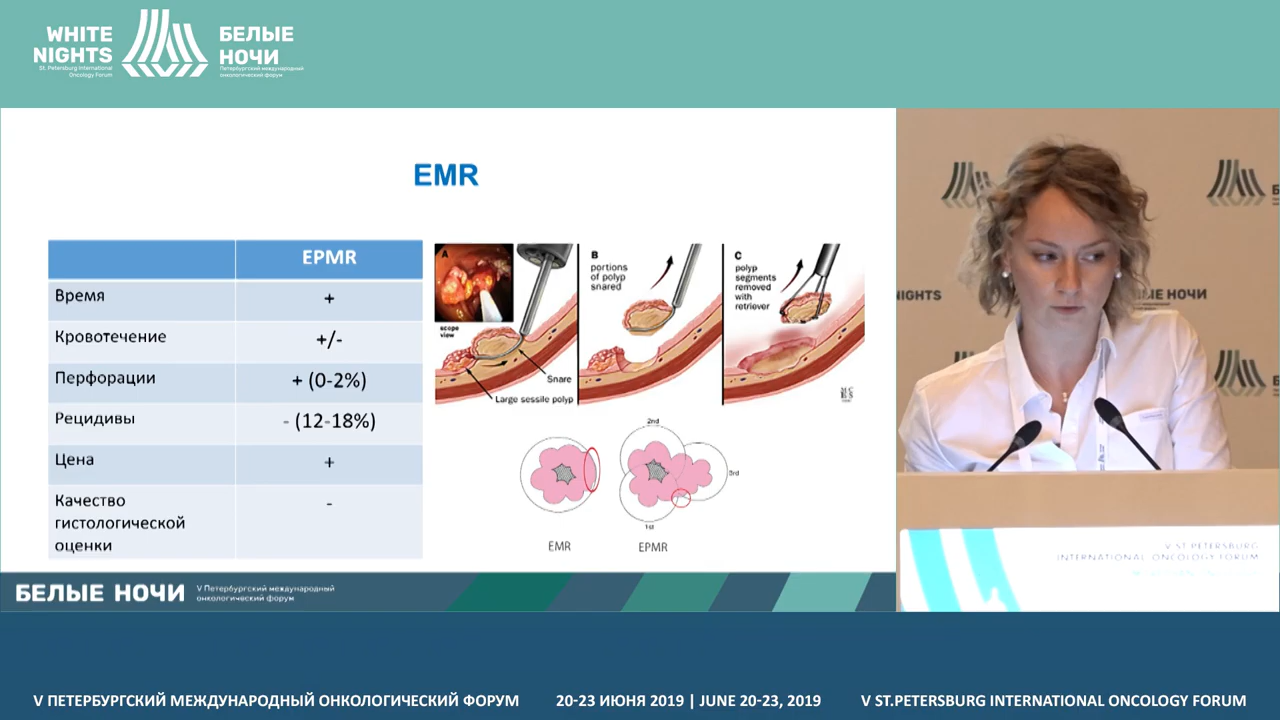 WHITE
NIGHTS
St. Petersburg International
Oncology Forum
БЕЛЫЕ
НОЧИ
Петербургский международный
онкологический форум
EMR
EPMR
Время
+
Кровотечение
+/-
Перфорации
+ (0-2%)
Рецидивы
- (12-18%)
Цена
+
Качество
гистологической
оценки
-
A
scope
view
Snare
Large sessile polyp
B
portions
of polyp
snared
C
polyp
segments
removed
with
retriever
EMR
2nd
3rd
1st
EPMR
БЕЛЫЕ НОЧИ
V Петербургский международный
онкологический форум
NIGHTS
БЕЛЫЕ НОЧИ
V ST.PETERSBURG
INTERNATIONAL ONCOLOGY FORUM
V ПЕТЕРБУРГСКИЙ МЕЖДУНАРОДНЫЙ ОНКОЛОГИЧЕСКИЙ ФОРУМ
20-23 ИЮНЯ 2019 | JUNE 20-23, 2019
V ST.PETERSBURG INTERNATIONAL ONCOLOGY FORUM